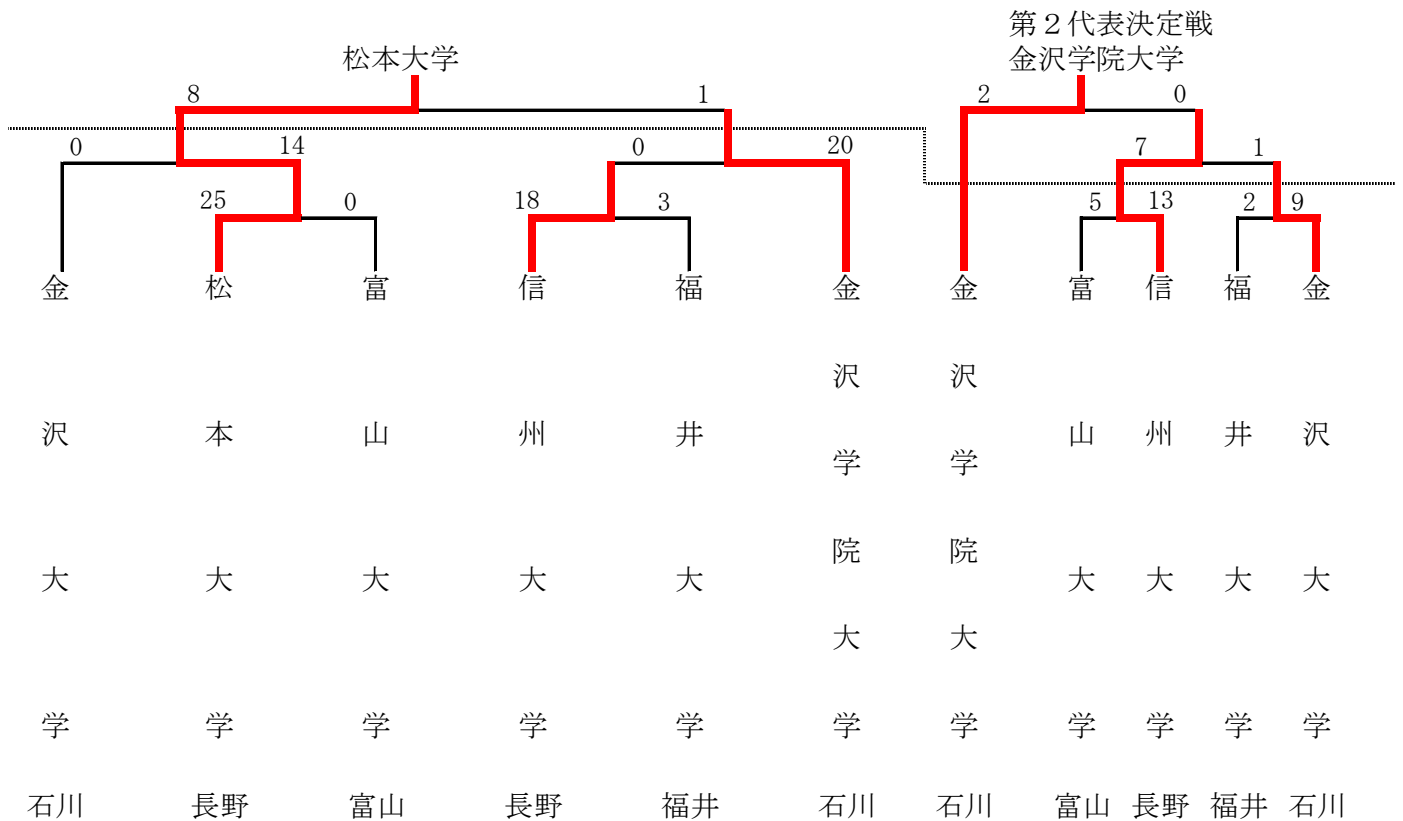 第２代表決定戦
松本大学
金沢学院大学
8
1
2
0
0
14
0
20
7
1
25
0
18
3
5
13
2
9
金沢大学
松本大学
富山大学
信州大学
福井大学
金沢学院大学
金沢学院大学
富山大学
信州大学
福井大学
金沢大学
石川
長野
富山
長野
福井
石川
石川
富山
長野
福井
石川